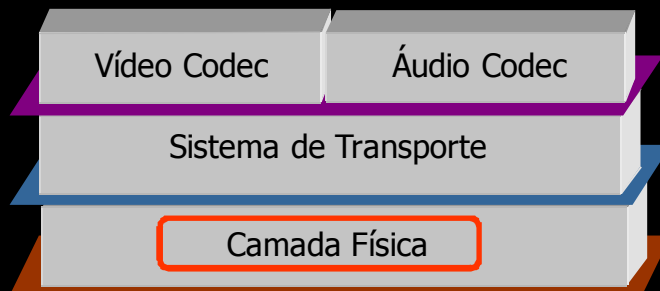 Vídeo Codec
Áudio Codec
Sistema de Transporte
Camada Física